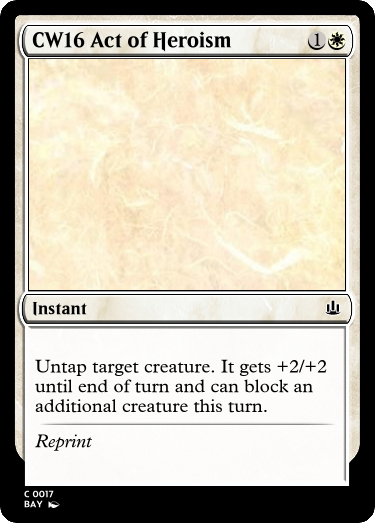 CW16 Act of Heroism 1
Instant
Untap target creature. It gets +2/+2
until end of turn and can block an
additional creature this turn.
Reprint
C 0017
BAY